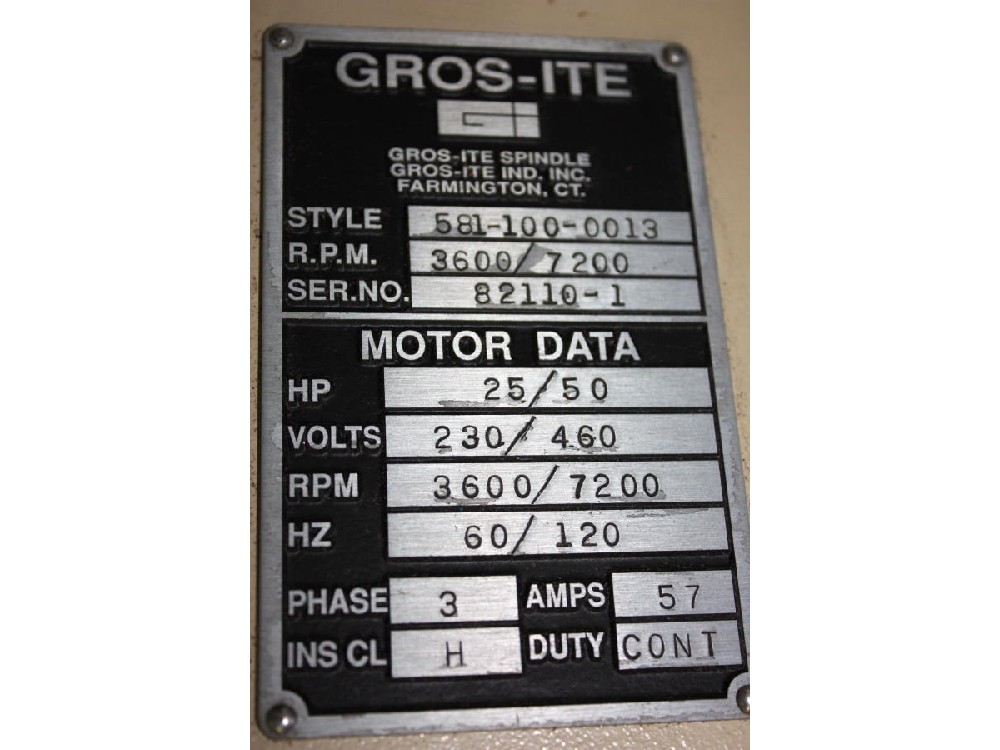 GROS-ITE
GI
GROS-ITE SPINDLE
GROS-ITE IND. INC.
FARMINGTON, CT.
STYLE 581-100-0013
R.P.M. 3600/7200
SER.NO. 82110-1
MOTOR DATA
HP 25/50
VOLTS 230/460
RPM 3600/7200
HZ 60/120
PHASE 3 AMPS 57
INS CL H DUTY CONT